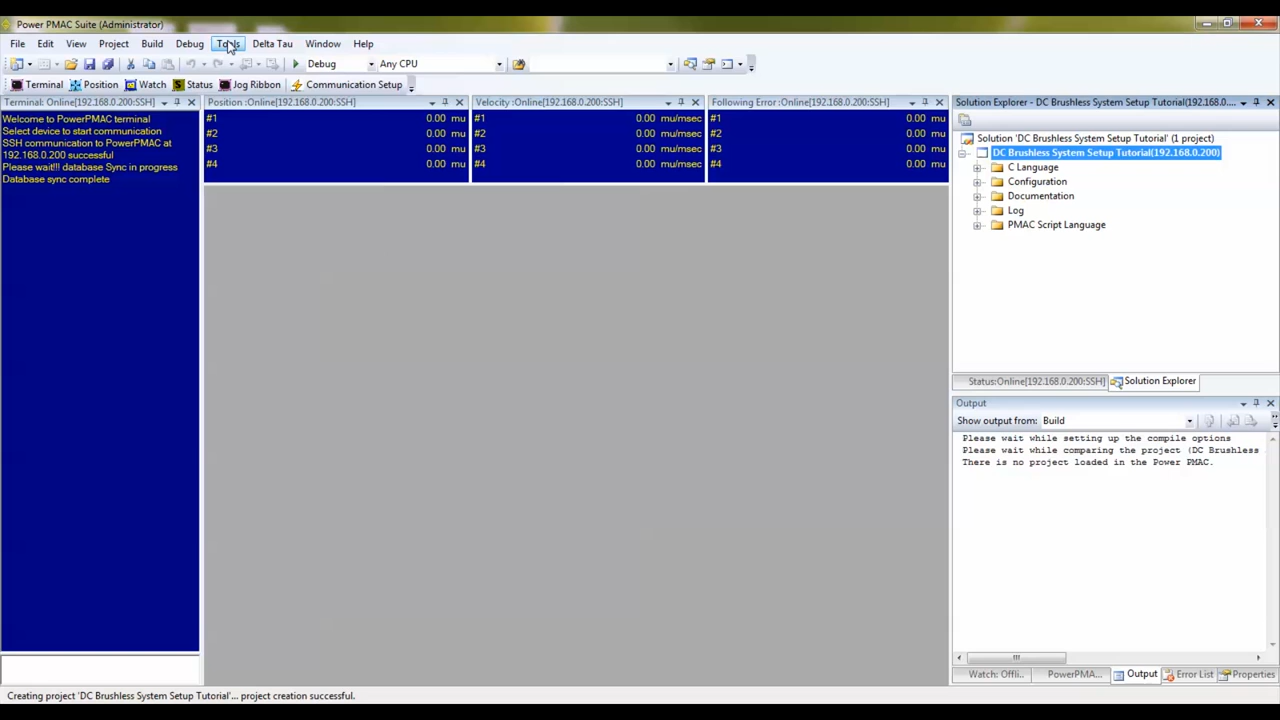 Power PMAC Suite (Administrator)
File Edit View Project Build Debug Tools Delta Tau Window Help
Debug Any CPU
Terminal Position Watch Status Jog Ribbon Communication Setup
Terminal: Online[192.168.0.200:SSH]
Welcome to PowerPMAC terminal
Select device to start communication
SSH communication to PowerPMAC at
192.168.0.200 successful
Please wait!!! database Sync in progress
Database sync complete
Position :Online[192.168.0.200:SSH]
#1 0.00 mu
#2 0.00 mu
#3 0.00 mu
#4 0.00 mu
Velocity :Online[192.168.0.200:SSH]
#1 0.00 mu/msec
#2 0.00 mu/msec
#3 0.00 mu/msec
#4 0.00 mu/msec
Following Error :Online[192.168.0.200:SSH]
#1 0.00 mu
#2 0.00 mu
#3 0.00 mu
#4 0.00 mu
Solution Explorer - DC Brushless System Setup Tutorial(192.168.0....
Solution 'DC Brushless System Setup Tutorial' (1 project)
DC Brushless System Setup Tutorial(192.168.0.200)
C Language
Configuration
Documentation
Log
PMAC Script Language
Status:Online[192.168.0.200:SSH] Solution Explorer
Output
Show output from: Build
Please wait while setting up the compile options
Please wait while comparing the project (DC Brushless
There is no project loaded in the Power PMAC.
Watch: Offli... PowerPMA... Output Error List Properties
Creating project 'DC Brushless System Setup Tutorial'... project creation successful.